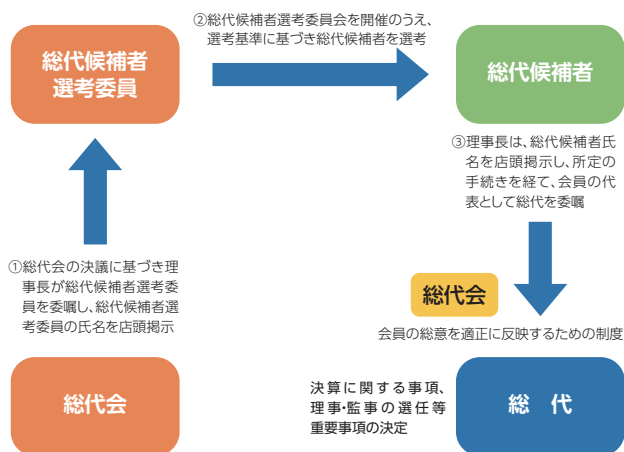 ②総代候補者選考委員会を開催のうえ、
選考基準に基づき総代候補者を選考
総代候補者
選考委員
総代候補者
③理事長は、総代候補者氏
名を店頭掲示し、所定の
手続きを経て、会員の代
表として総代を委嘱
①総代会の決議に基づき理
事長が総代候補者選考委
員を委嘱し、総代候補者選
考委員の氏名を店頭掲示
総代会
会員の総意を適正に反映するための制度
総代会
決算に関する事項、
理事・監事の選任等
重要事項の決定
総　代